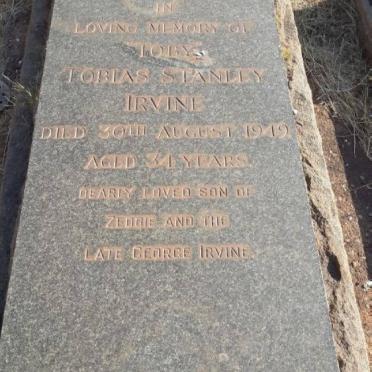 IN
LOVING MEMORY OF
TOBY
TOBIAS STANLEY
IRVINE
DIED 30TH AUGUST 1949
AGED 34 YEARS.
DEARLY LOVED SON OF
ZEDGIE AND THE
LATE GEORGE IRVINE.